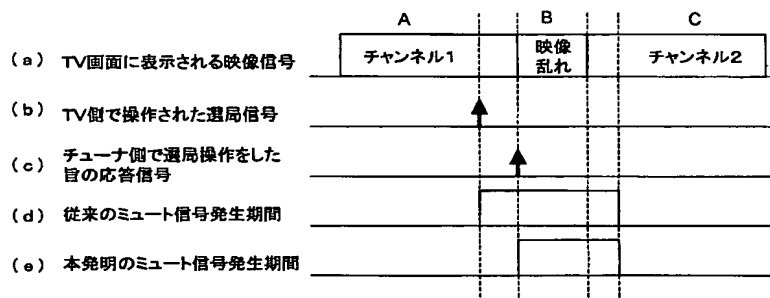 A B C
(a) TV画面に表示される映像信号
チャンネル1
映像
乱れ
チャンネル2
(b) TV側で操作された選局信号
(c) チューナ側で選局操作をした
旨の応答信号
(d) 従来のミュート信号発生期間
(e) 本発明のミュート信号発生期間